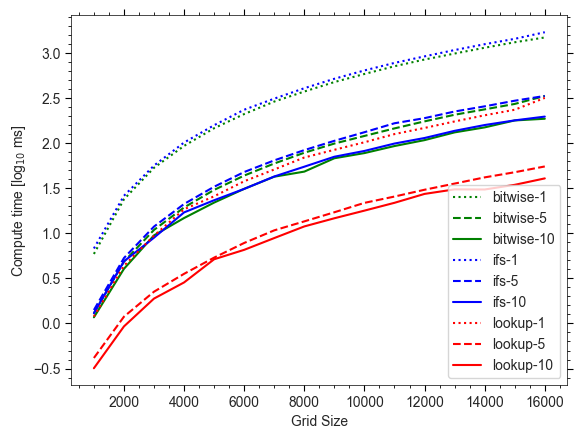 3.0
2.5
2.0
1.5
1.0
0.5
0.0
−0.5
Compute time [log₁₀ ms]
2000 4000 6000 8000 10000 12000 14000 16000
Grid Size
bitwise-1
bitwise-5
bitwise-10
ifs-1
ifs-5
ifs-10
lookup-1
lookup-5
lookup-10